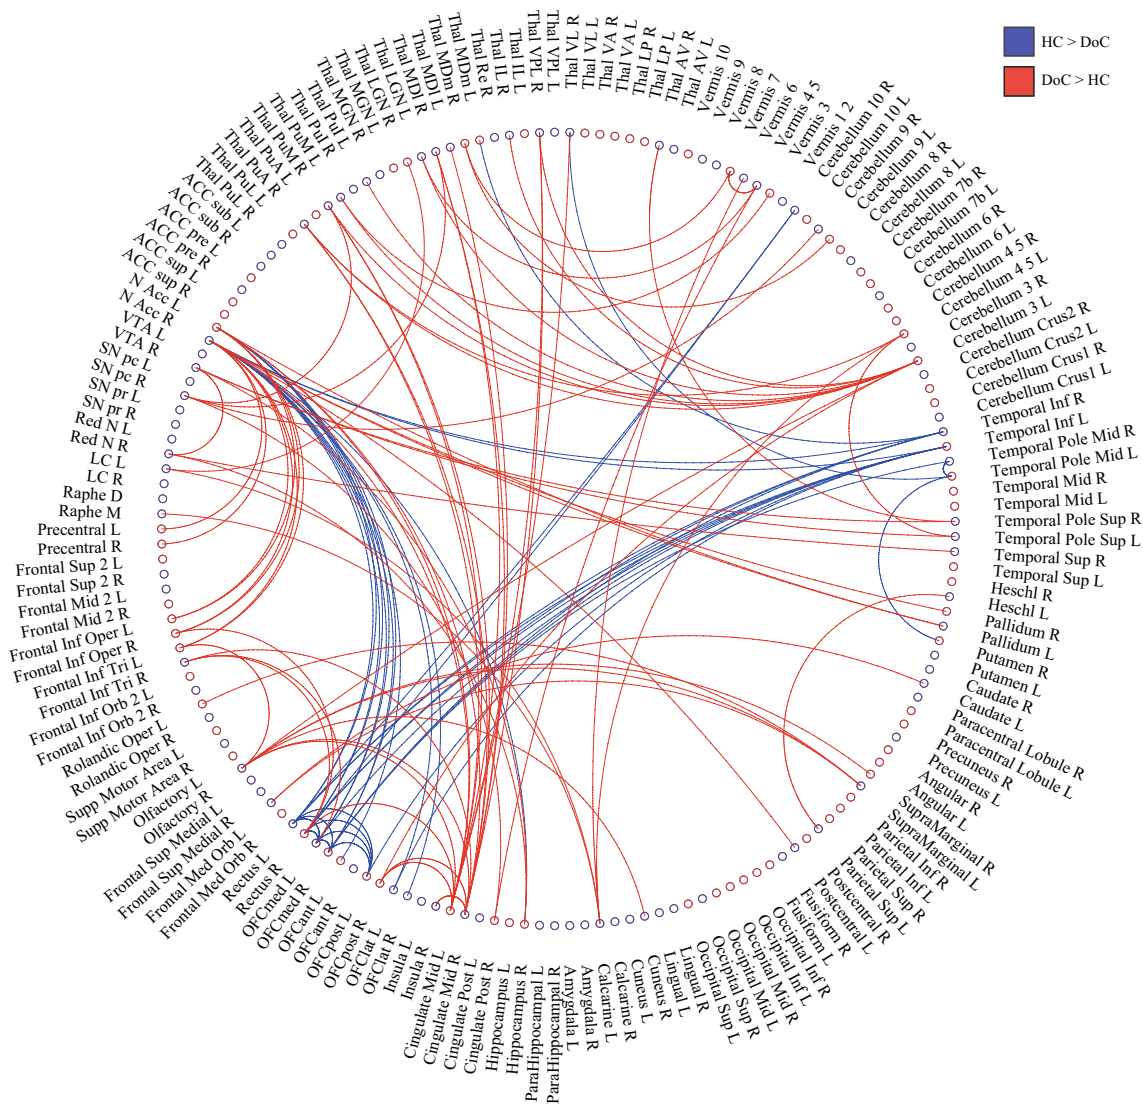 HC > DoC
DoC > HC
Thal VL R
Thal VL L
Thal VA R
Thal VA L
Thal LP R
Thal LP L
Thal AV R
Thal AV L
Vermis 10
Vermis 9
Vermis 8
Vermis 7
Vermis 6
Vermis 4 5
Vermis 3
Vermis 1 2
Cerebellum 10 R
Cerebellum 10 L
Cerebellum 9 R
Cerebellum 9 L
Cerebellum 8 R
Cerebellum 8 L
Cerebellum 7b R
Cerebellum 7b L
Cerebellum 6 R
Cerebellum 6 L
Cerebellum 4 5 R
Cerebellum 4 5 L
Cerebellum 3 R
Cerebellum 3 L
Cerebellum Crus2 R
Cerebellum Crus2 L
Cerebellum Crus1 R
Cerebellum Crus1 L
Temporal Inf R
Temporal Inf L
Temporal Pole Mid R
Temporal Pole Mid L
Temporal Mid R
Temporal Mid L
Temporal Pole Sup R
Temporal Pole Sup L
Temporal Sup R
Temporal Sup L
Heschl R
Heschl L
Pallidum R
Pallidum L
Putamen R
Putamen L
Caudate R
Caudate L
Paracentral Lobule R
Paracentral Lobule L
Precuneus R
Precuneus L
Angular R
Angular L
SupraMarginal R
SupraMarginal L
Parietal Inf R
Parietal Inf L
Parietal Sup R
Parietal Sup L
Postcentral R
Postcentral L
Fusiform R
Fusiform L
Occipital Inf R
Occipital Inf L
Occipital Mid R
Occipital Mid L
Occipital Sup R
Occipital Sup L
Lingual R
Lingual L
Cuneus R
Cuneus L
Calcarine R
Calcarine L
Amygdala R
Amygdala L
ParaHippocampal R
ParaHippocampal L
Hippocampus R
Hippocampus L
Cingulate Post R
Cingulate Post L
Cingulate Mid R
Cingulate Mid L
Insula R
Insula L
OFClat R
OFClat L
OFCpost R
OFCpost L
OFCant R
OFCant L
OFCmed R
OFCmed L
Rectus R
Rectus L
Frontal Med Orb R
Frontal Med Orb L
Frontal Sup Medial R
Frontal Sup Medial L
Olfactory R
Olfactory L
Supp Motor Area R
Supp Motor Area L
Rolandic Oper R
Rolandic Oper L
Frontal Inf Orb 2 R
Frontal Inf Orb 2 L
Frontal Inf Tri R
Frontal Inf Tri L
Frontal Inf Oper R
Frontal Inf Oper L
Frontal Mid 2 R
Frontal Mid 2 L
Frontal Sup 2 R
Frontal Sup 2 L
Precentral R
Precentral L
Raphe M
Raphe D
LC R
LC L
Red N R
Red N L
SN pr R
SN pr L
SN pc R
SN pc L
VTA R
VTA L
N Acc R
N Acc L
ACC sup R
ACC sup L
ACC pre R
ACC pre L
ACC sub R
ACC sub L
Thal PuL R
Thal PuL L
Thal PuA R
Thal PuA L
Thal PuM R
Thal PuM L
Thal PuI R
Thal PuI L
Thal MGN R
Thal MGN L
Thal LGN R
Thal LGN L
Thal MDl R
Thal MDl L
Thal MDm R
Thal MDm L
Thal Re R
Thal IL R
Thal IL L
Thal VPL R
Thal VPL L